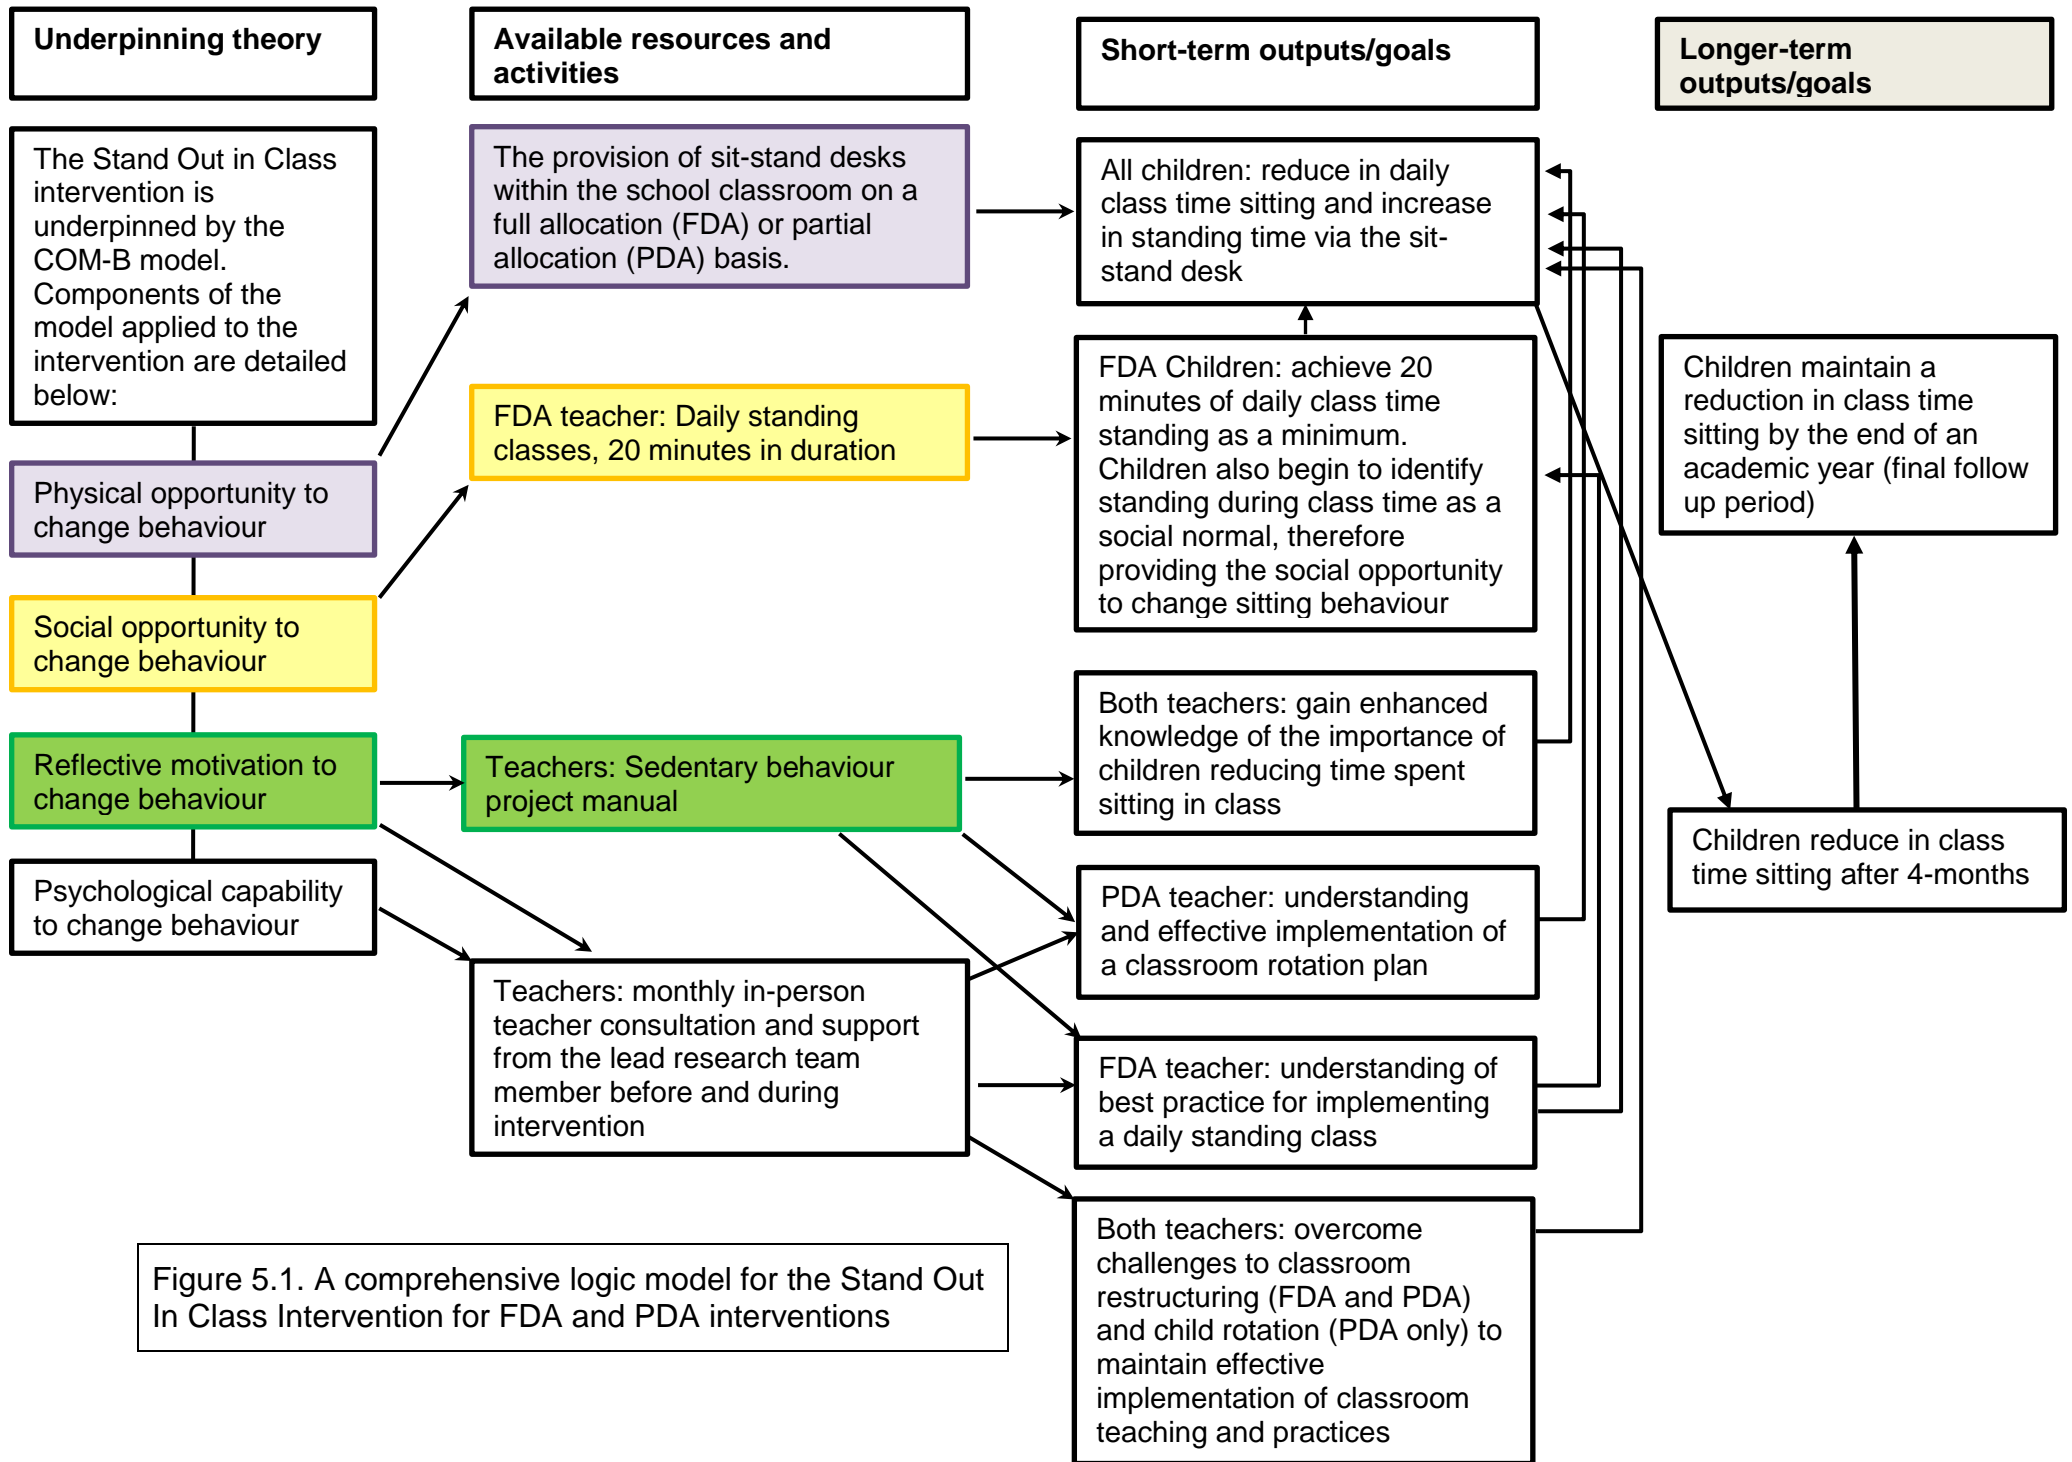 Underpinning theory
The Stand Out in Class
intervention is
underpinned by the
COM-B model.
Components of the
model applied to the
intervention are detailed
below:
Physical opportunity to
change behaviour
Social opportunity to
change behaviour
Reflective motivation to
change behaviour
Psychological capability
to change behaviour
Available resources and
activities
The provision of sit-stand desks
within the school classroom on a
full allocation (FDA) or partial
allocation (PDA) basis.
FDA teacher: Daily standing
classes, 20 minutes in duration
Teachers: Sedentary behaviour
project manual
Teachers: monthly in-person
teacher consultation and support
from the lead research team
member before and during
intervention
Short-term outputs/goals
All children: reduce in daily
class time sitting and increase
in standing time via the sit-
stand desk
FDA Children: achieve 20
minutes of daily class time
standing as a minimum.
Children also begin to identify
standing during class time as a
social normal, therefore
providing the social opportunity
to change sitting behaviour
Both teachers: gain enhanced
knowledge of the importance of
children reducing time spent
sitting in class
PDA teacher: understanding
and effective implementation of
a classroom rotation plan
FDA teacher: understanding of
best practice for implementing
a daily standing class
Both teachers: overcome
challenges to classroom
restructuring (FDA and PDA)
and child rotation (PDA only) to
maintain effective
implementation of classroom
teaching and practices
Longer-term
outputs/goals
Children maintain a
reduction in class time
sitting by the end of an
academic year (final follow
up period)
Children reduce in class
time sitting after 4-months
Figure 5.1. A comprehensive logic model for the Stand Out
In Class Intervention for FDA and PDA interventions